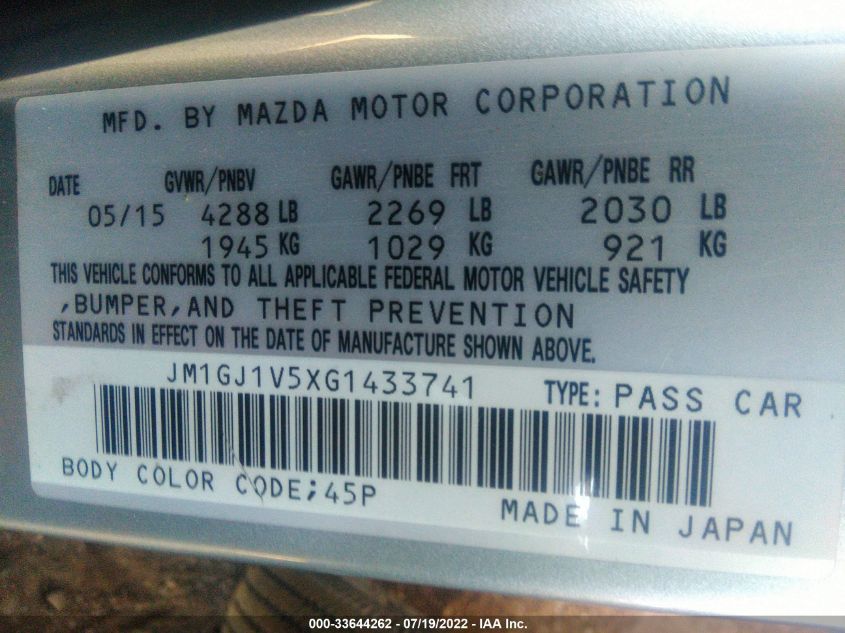 MFD. BY MAZDA MOTOR CORPORATION
DATE GVWR/PNBV GAWR/PNBE FRT GAWR/PNBE RR
05/15 4288 LB 2269 LB 2030 LB
1945 KG 1029 KG 921 KG
THIS VEHICLE CONFORMS TO ALL APPLICABLE FEDERAL MOTOR VEHICLE SAFETY
,BUMPER,AND THEFT PREVENTION
STANDARDS IN EFFECT ON THE DATE OF MANUFACTURE SHOWN ABOVE.
JM1GJ1V5XG1433741 TYPE: PASS CAR
BODY COLOR CODE;45P
MADE IN JAPAN
000-33644262 - 07/19/2022 - IAA Inc.